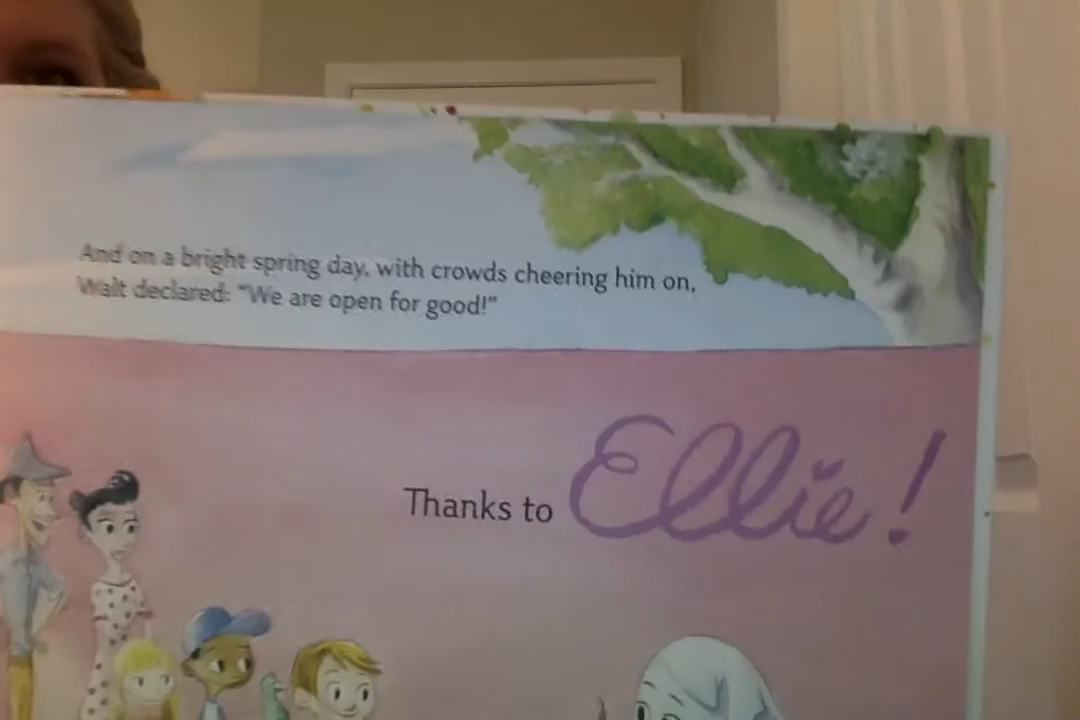 And on a bright spring day, with crowds cheering him on,
Walt declared: "We are open for good!"
Thanks to Ellie!